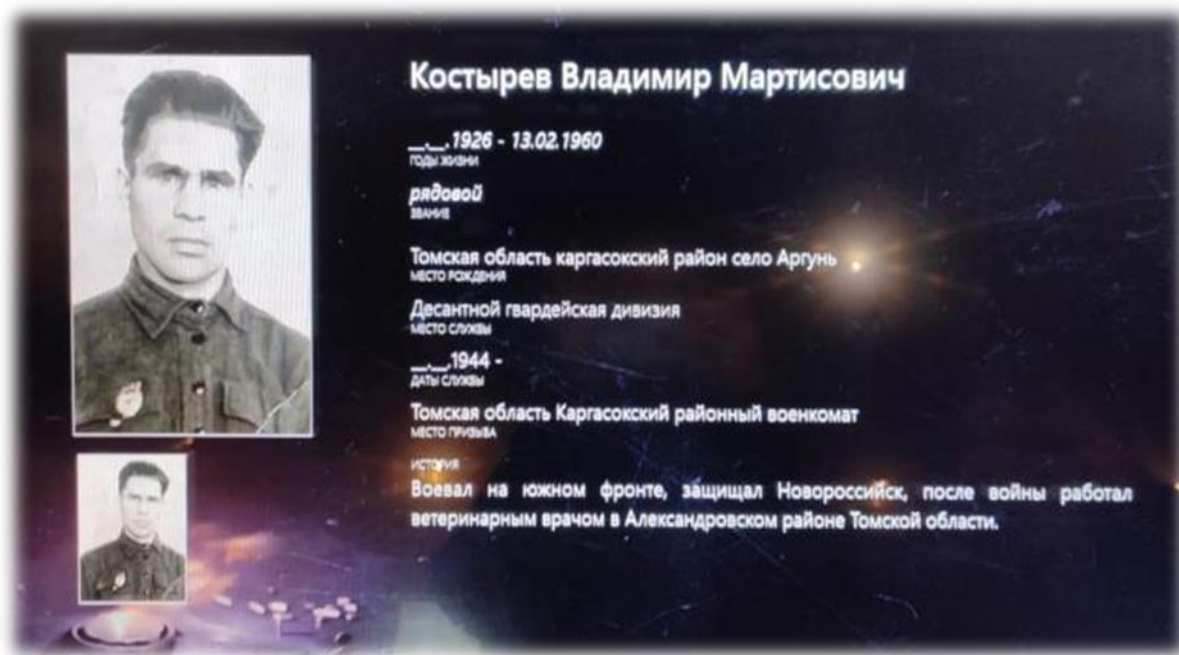 Костырев Владимир Мартисович
__.__.1926 - 13.02.1960
ГОДЫ ЖИЗНИ
рядовой
ЗВАНИЕ
Томская область каргасокский район село Аргунь
МЕСТО РОЖДЕНИЯ
Десантной гвардейская дивизия
МЕСТО СЛУЖБЫ
__.__.1944 -
ДАТЫ СЛУЖБЫ
Томская область Каргасокский районный военкомат
МЕСТО ПРИЗЫВА
ИСТОРИЯ
Воевал на южном фронте, защищал Новороссийск, после войны работал
ветеринарным врачом в Александровском районе Томской области.